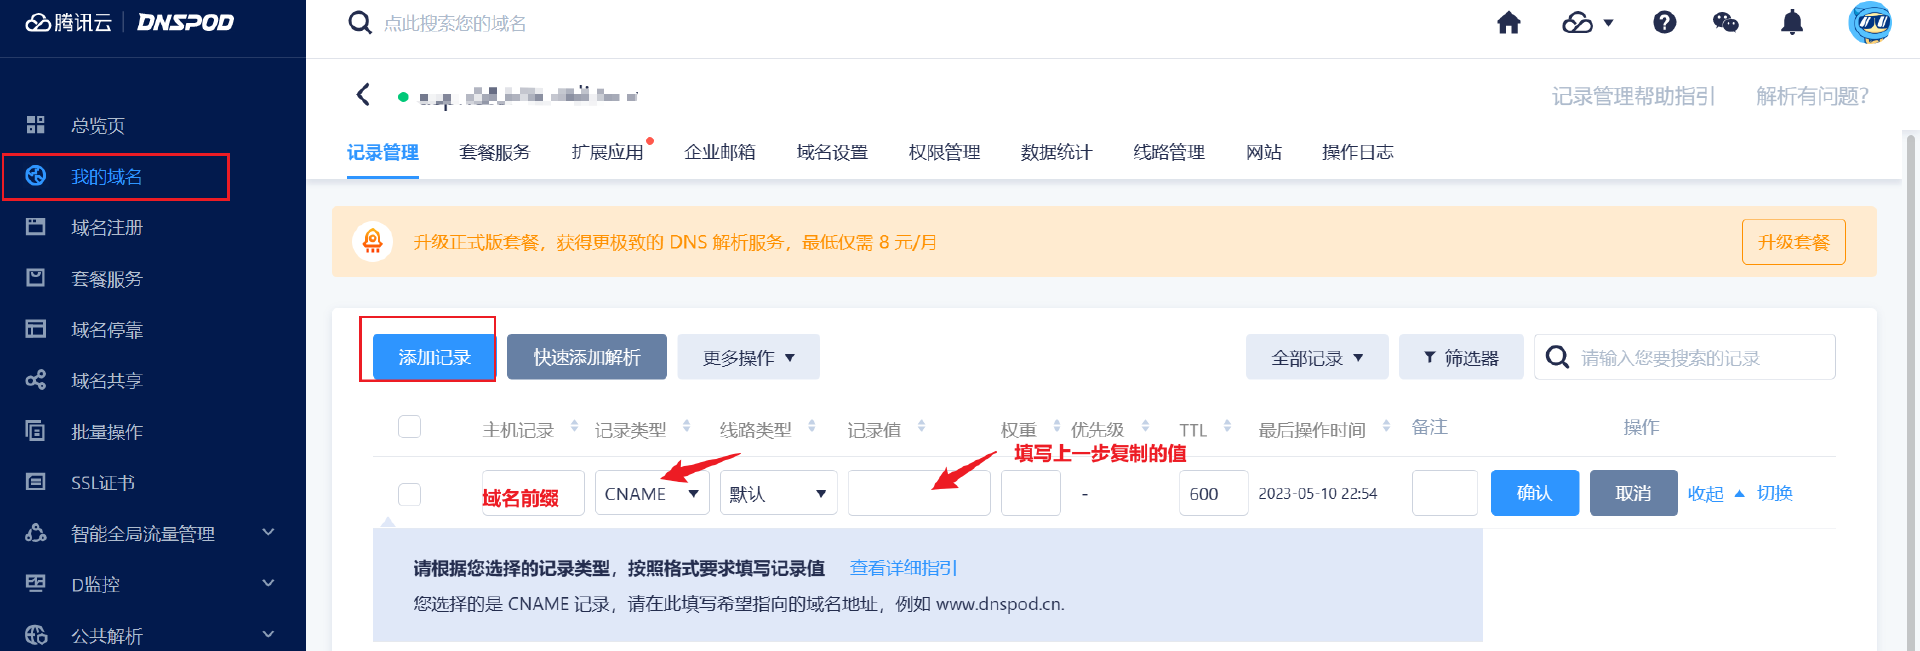 腾讯云 DNSPOD
点此搜索您的域名
记录管理帮助指引 解析有问题?
总览页
我的域名
域名注册
套餐服务
域名停靠
域名共享
批量操作
SSL证书
智能全局流量管理
D监控
公共解析
记录管理 套餐服务 扩展应用 企业邮箱 域名设置 权限管理 数据统计 线路管理 网站 操作日志
升级正式版套餐，获得更极致的 DNS 解析服务，最低仅需 8 元/月 升级套餐
添加记录 快速添加解析 更多操作 全部记录 筛选器 请输入您要搜索的记录
主机记录 记录类型 线路类型 记录值 权重 优先级 TTL 最后操作时间 备注 操作
填写上一步复制的值
域名前缀 CNAME 默认 - 600 2023-05-10 22:54 确认 取消 收起 切换
请根据您选择的记录类型，按照格式要求填写记录值 查看详细指引
您选择的是 CNAME 记录，请在此填写希望指向的域名地址，例如 www.dnspod.cn.